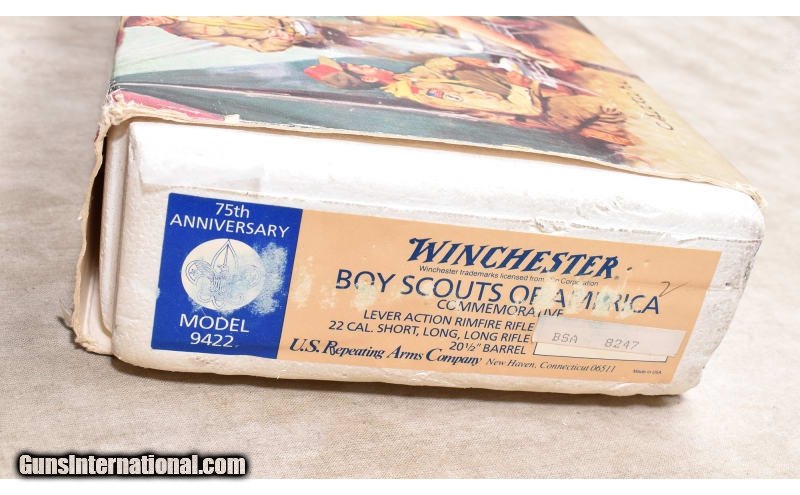 75th
ANNIVERSARY
MODEL
9422
WINCHESTER
Winchester trademarks licensed from Corporation
BOY SCOUTS OF AMERICA
COMMEMORATIVE
LEVER ACTION RIMFIRE RIFLE
22 CAL. SHORT, LONG, LONG RIFLE
20½" BARREL
BSA 8247
2
U.S. Repeating Arms Company New Haven, Connecticut 06511
Made in USA
GunsInternational.com